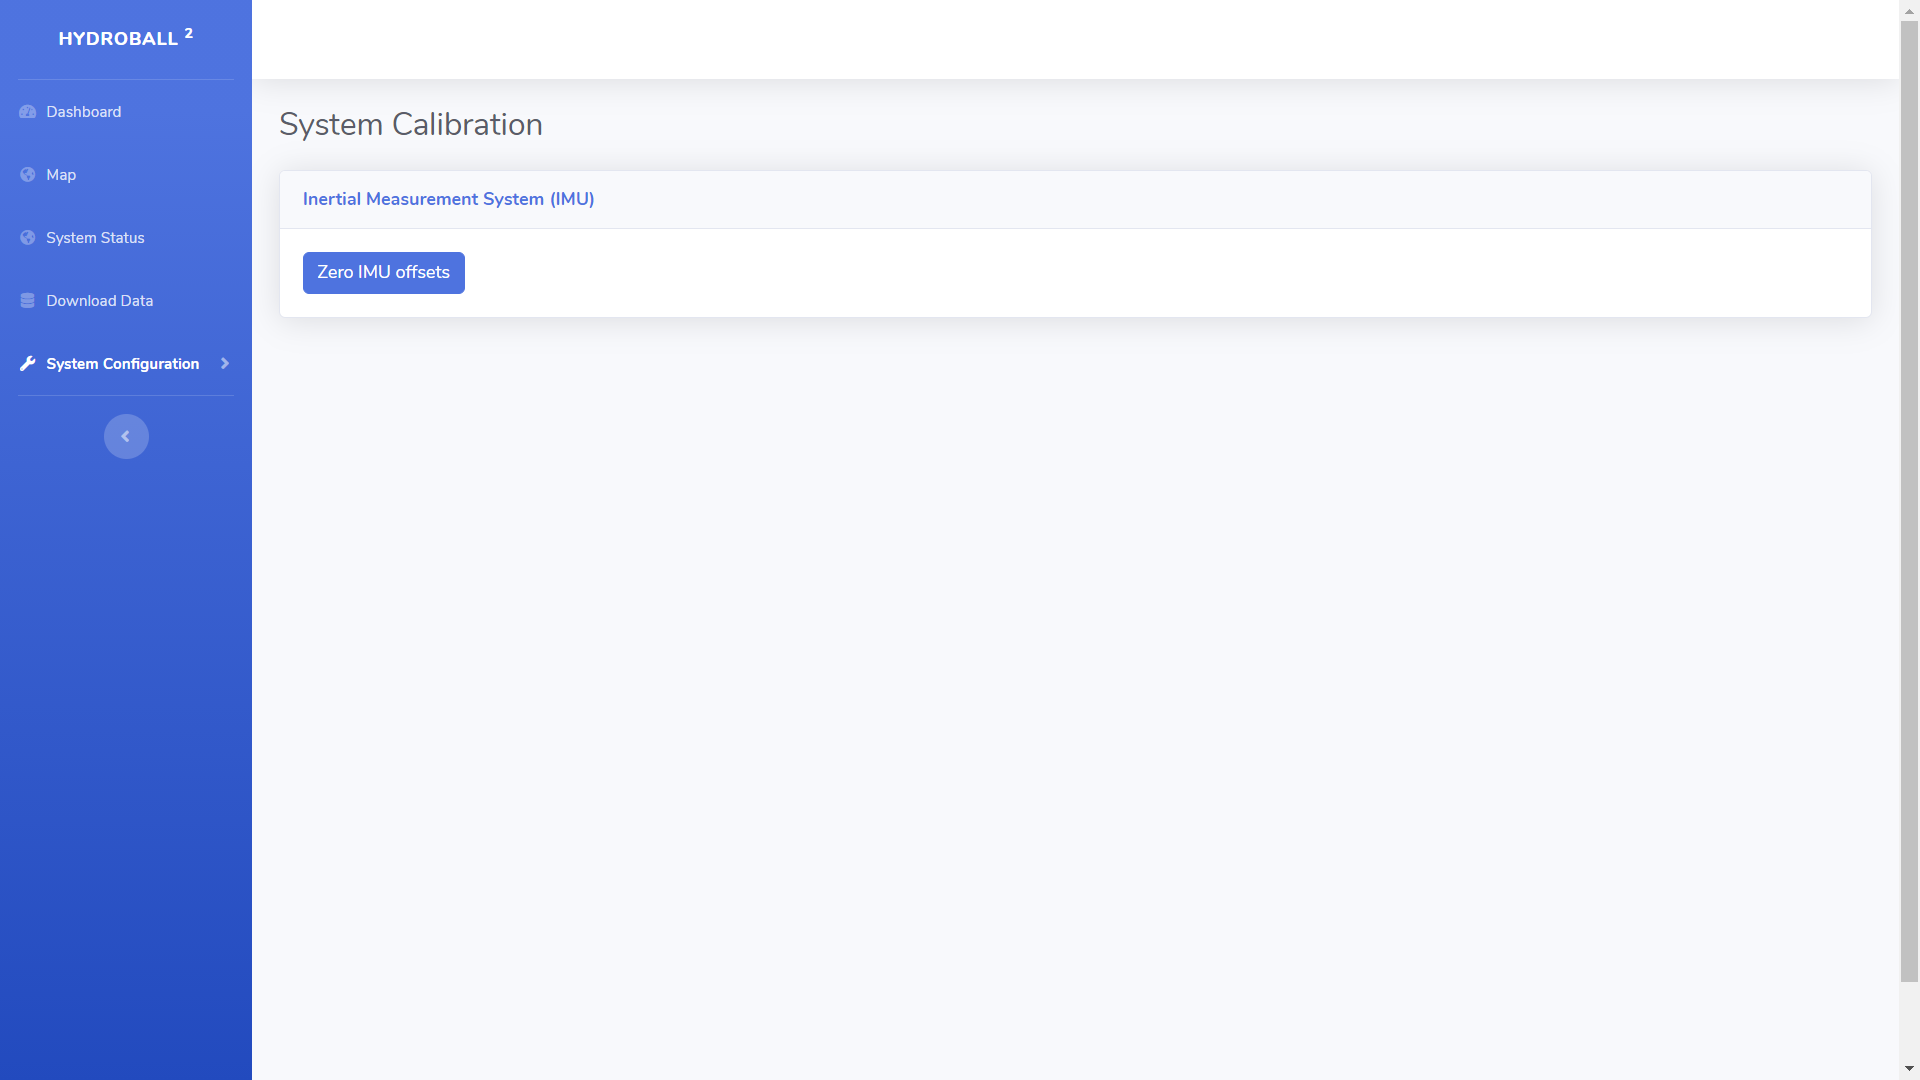 HYDROBALL 2
Dashboard
Map
System Status
Download Data
System Configuration
System Calibration
Inertial Measurement System (IMU)
Zero IMU offsets